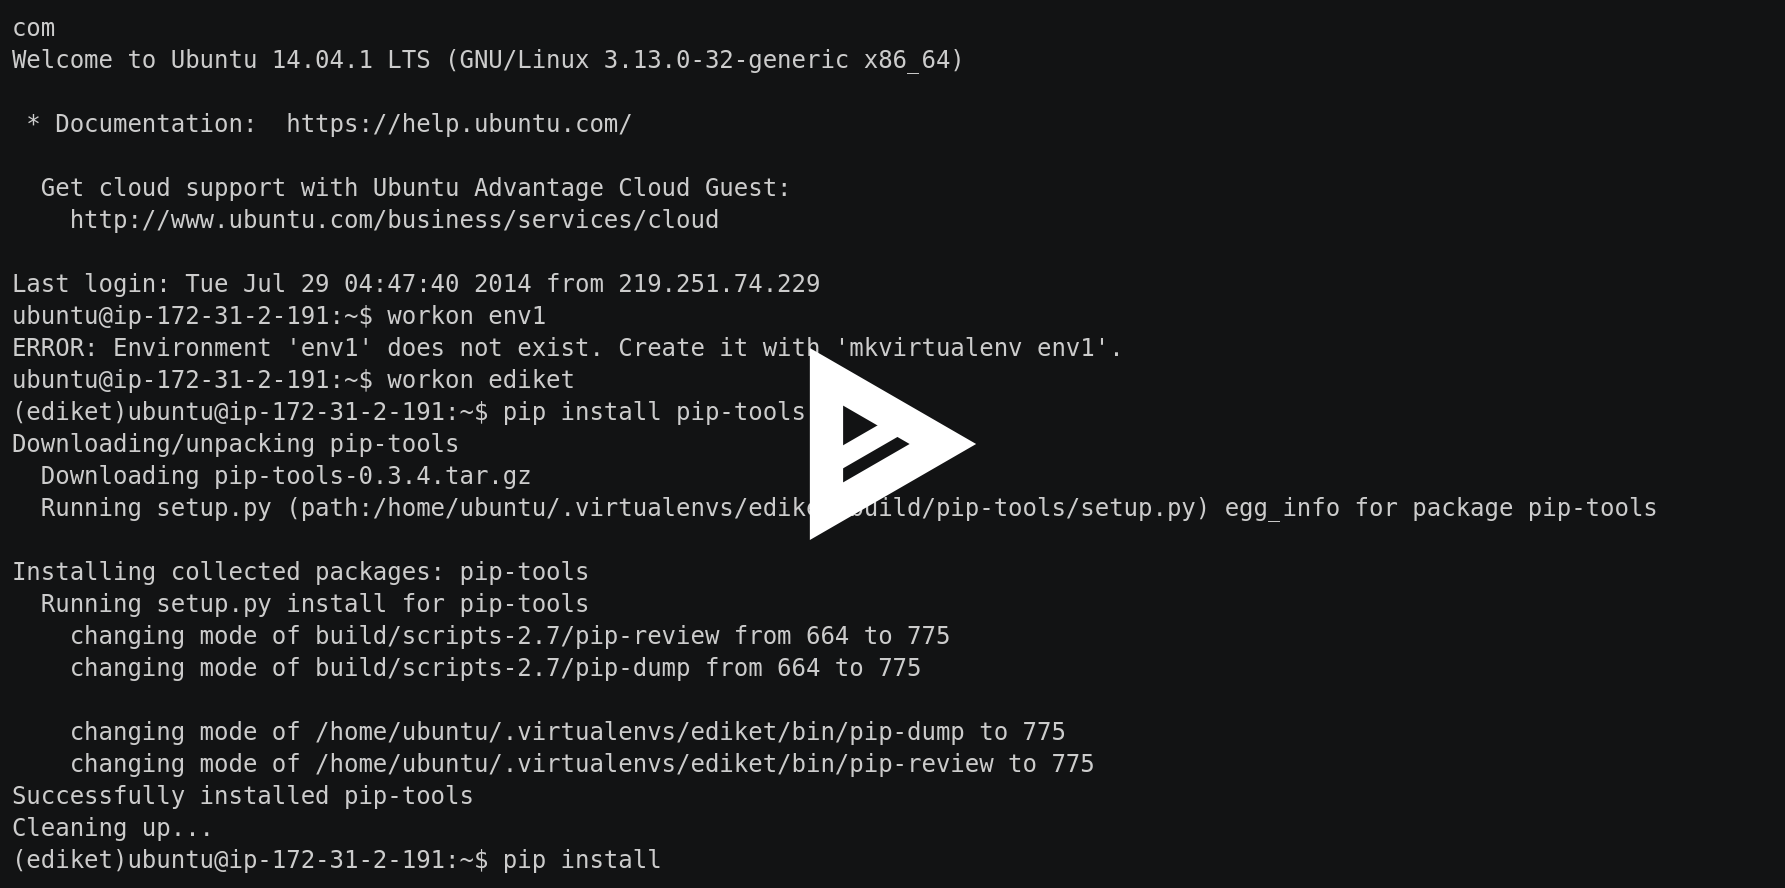 com
Welcome to Ubuntu 14.04.1 LTS (GNU/Linux 3.13.0-32-generic x86_64)
* Documentation:  https://help.ubuntu.com/
Get cloud support with Ubuntu Advantage Cloud Guest:
http://www.ubuntu.com/business/services/cloud
Last login: Tue Jul 29 04:47:40 2014 from 219.251.74.229
ubuntu@ip-172-31-2-191:~$ workon env1
ERROR: Environment 'env1' does not exist. Create it with 'mkvirtualenv env1'.
ubuntu@ip-172-31-2-191:~$ workon ediket
(ediket)ubuntu@ip-172-31-2-191:~$ pip install pip-tools
Downloading/unpacking pip-tools
Downloading pip-tools-0.3.4.tar.gz
Running setup.py (path:/home/ubuntu/.virtualenvs/ediket/build/pip-tools/setup.py) egg_info for package pip-tools
Installing collected packages: pip-tools
Running setup.py install for pip-tools
changing mode of build/scripts-2.7/pip-review from 664 to 775
changing mode of build/scripts-2.7/pip-dump from 664 to 775
changing mode of /home/ubuntu/.virtualenvs/ediket/bin/pip-dump to 775
changing mode of /home/ubuntu/.virtualenvs/ediket/bin/pip-review to 775
Successfully installed pip-tools
Cleaning up...
(ediket)ubuntu@ip-172-31-2-191:~$ pip install